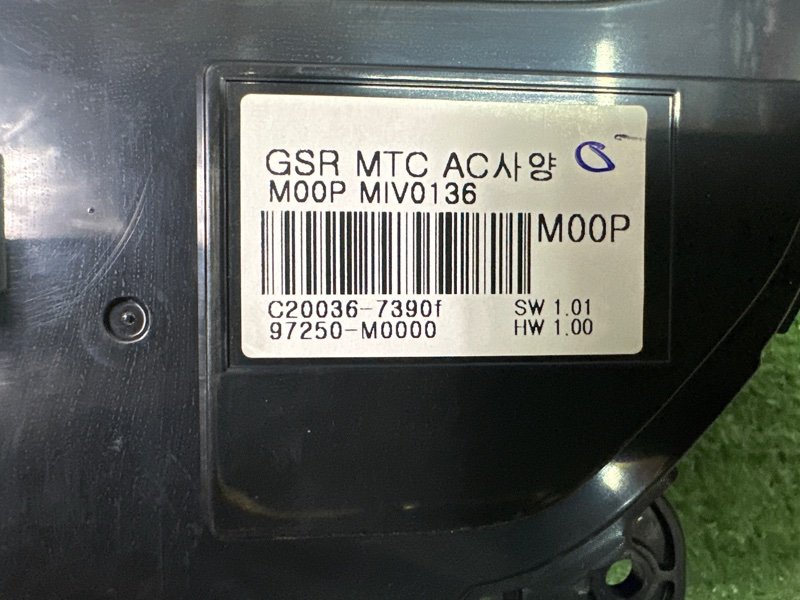 GSR MTC AC사양
M00P MIV0136
M00P
C20036-7390f SW 1.01
97250-M0000 HW 1.00